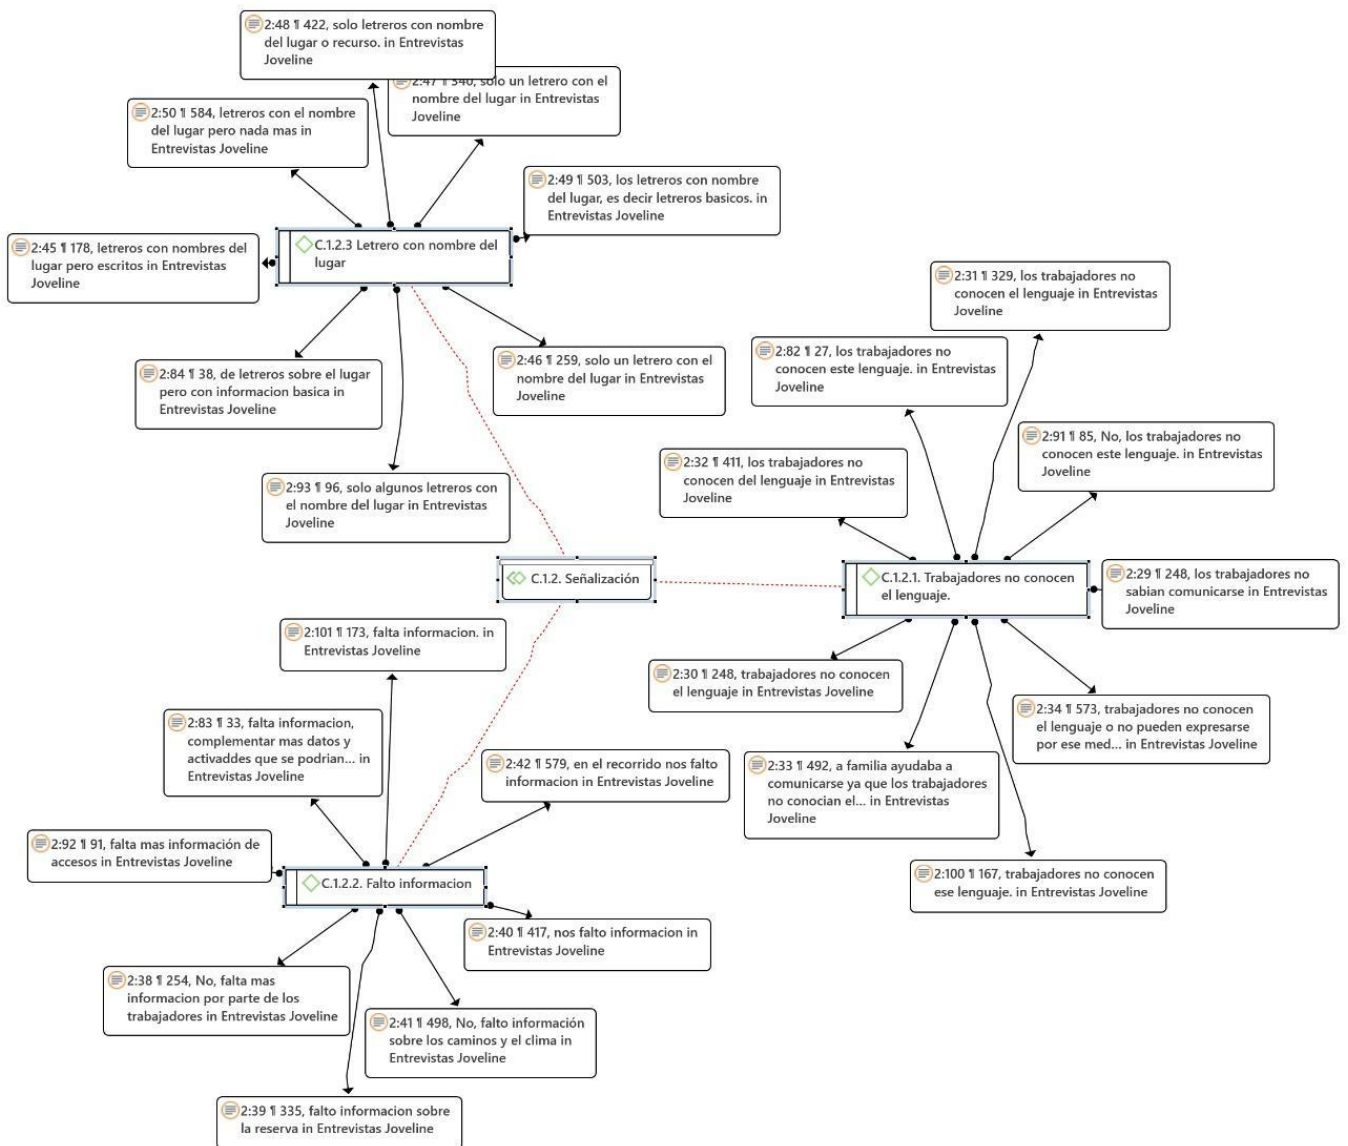 2:48 ¶ 422, solo letreros con nombre
del lugar o recurso. in Entrevistas
Joveline
2:47 ¶ 340, solo un letrero con el
nombre del lugar in Entrevistas
Joveline
2:50 ¶ 584, letreros con el nombre
del lugar pero nada mas in
Entrevistas Joveline
2:49 ¶ 503, los letreros con nombre
del lugar, es decir letreros basicos. in
Entrevistas Joveline
2:45 ¶ 178, letreros con nombres del
lugar pero escritos in Entrevistas
Joveline
C.1.2.3 Letrero con nombre del
lugar
2:84 ¶ 38, de letreros sobre el lugar
pero con informacion basica in
Entrevistas Joveline
2:46 ¶ 259, solo un letrero con el
nombre del lugar in Entrevistas
Joveline
2:93 ¶ 96, solo algunos letreros con
el nombre del lugar in Entrevistas
Joveline
2:31 ¶ 329, los trabajadores no
conocen el lenguaje in Entrevistas
Joveline
2:82 ¶ 27, los trabajadores no
conocen este lenguaje. in Entrevistas
Joveline
2:91 ¶ 85, No, los trabajadores no
conocen este lenguaje. in Entrevistas
Joveline
2:32 ¶ 411, los trabajadores no
conocen del lenguaje in Entrevistas
Joveline
C.1.2. Señalización
C.1.2.1. Trabajadores no conocen
el lenguaje.
2:29 ¶ 248, los trabajadores no
sabian comunicarse in Entrevistas
Joveline
2:30 ¶ 248, trabajadores no conocen
el lenguaje in Entrevistas Joveline
2:34 ¶ 573, trabajadores no conocen
el lenguaje o no pueden expresarse
por ese med... in Entrevistas Joveline
2:33 ¶ 492, a familia ayudaba a
comunicarse ya que los trabajadores
no conocian el... in Entrevistas
Joveline
2:100 ¶ 167, trabajadores no conocen
ese lenguaje. in Entrevistas Joveline
2:101 ¶ 173, falta informacion. in
Entrevistas Joveline
2:83 ¶ 33, falta informacion,
complementar mas datos y
activaddes que se podrian... in
Entrevistas Joveline
2:42 ¶ 579, en el recorrido nos falto
informacion in Entrevistas Joveline
2:92 ¶ 91, falta mas información de
accesos in Entrevistas Joveline
C.1.2.2. Falto informacion
2:40 ¶ 417, nos falto informacion in
Entrevistas Joveline
2:38 ¶ 254, No, falta mas
informacion por parte de los
trabajadores in Entrevistas Joveline
2:41 ¶ 498, No, falto información
sobre los caminos y el clima in
Entrevistas Joveline
2:39 ¶ 335, falto informacion sobre
la reserva in Entrevistas Joveline